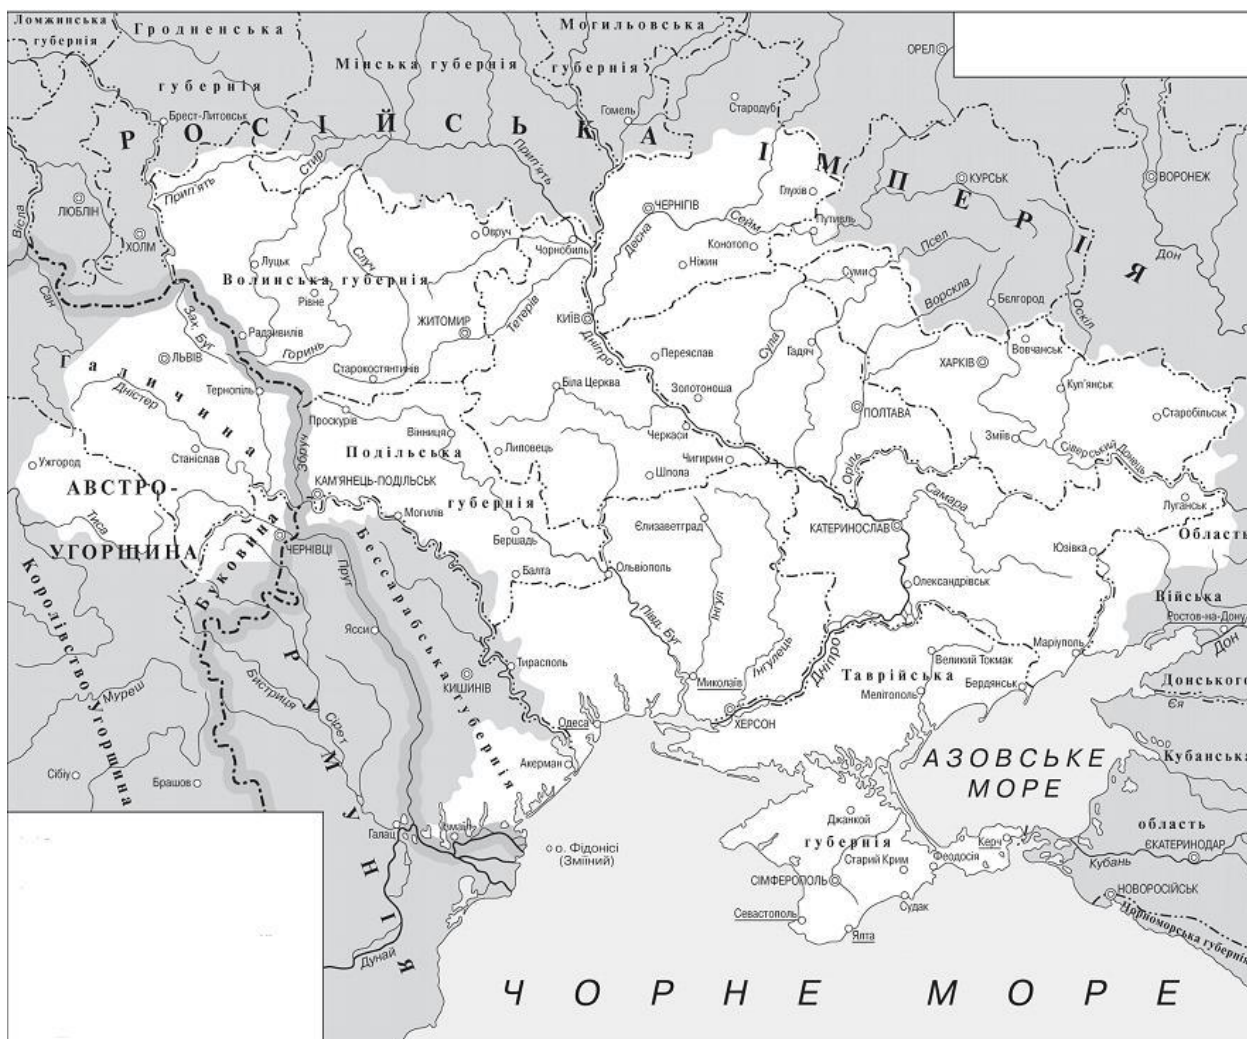 Ломжинська
губернія
Гродненська
губернія
Мінська губернія
Могильовська
губернія
ОРЕЛ
Стародуб
Гомель
Брест-Литовськ
РОСІЙСЬКА ІМПЕРІЯ
Стир
Прип'ять
Прип'ять
Вісла
ЛЮБЛІН
ХОЛМ
Глухів
КУРСЬК
ВОРОНЕЖ
ЧЕРНІГІВ
Десна
Сейм
Путивль
Овруч
Чорнобиль
Конотоп
Псел
Дон
Луцьк
Случ
Ніжин
Суми
Волинська губернія
Рівне
Сан
Зах. Буг
Радзивилів
ЖИТОМИР
Тетерів
КИЇВ
Дніпро
Ворскла
Бєлгород
Оскіл
Горинь
ЛЬВІВ
Переяслав
Сула
Гадяч
Вовчанськ
ХАРКІВ
Галичина
Дністер
Тернопіль
Старокостянтинів
Біла Церква
Золотоноша
Куп'янськ
Проскурів
Вінниця
ПОЛТАВА
Старобільськ
Черкаси
Зміїв
Станіслав
Збруч
Подільська
губернія
Липовець
Чигирин
Шпола
Оріль
Сіверський Донець
Ужгород
АВСТРО-
УГОРЩИНА
КАМ'ЯНЕЦЬ-ПОДІЛЬСЬК
Могилів
Самара
Луганськ
Тиса
Буковина
ЧЕРНІВЦІ
Єлизаветград
КАТЕРИНОСЛАВ
Бершадь
Юзівка
Область
Війська
Донського
Прут
Бессарабська губернія
Балта
Ольвіополь
Олександрівськ
Королівство Угорщина
Ростов-на-Дону
Дон
Ясси
Півд. Буг
Інгул
Інгулець
Дніпро
Маріуполь
Тирасполь
Великий Токмак
КИШИНІВ
Миколаїв
Таврійська
губернія
Мелітополь
Бердянськ
Муреш
Бистриця
Сірет
Єя
ХЕРСОН
Одеса
РУМУНІЯ
Акерман
АЗОВСЬКЕ
МОРЕ
Кубанська
область
Сібіу
Брашов
Джанкой
Галац
Ізмаїл
о. Фідонісі
(Зміїний)
Старий Крим
Феодосія
Керч
Кубань
ЄКАТЕРИНОДАР
СІМФЕРОПОЛЬ
НОВОРОСІЙСЬК
Судак
Севастополь
Ялта
Чорноморська губернія
Дунай
ЧОРНЕ МОРЕ